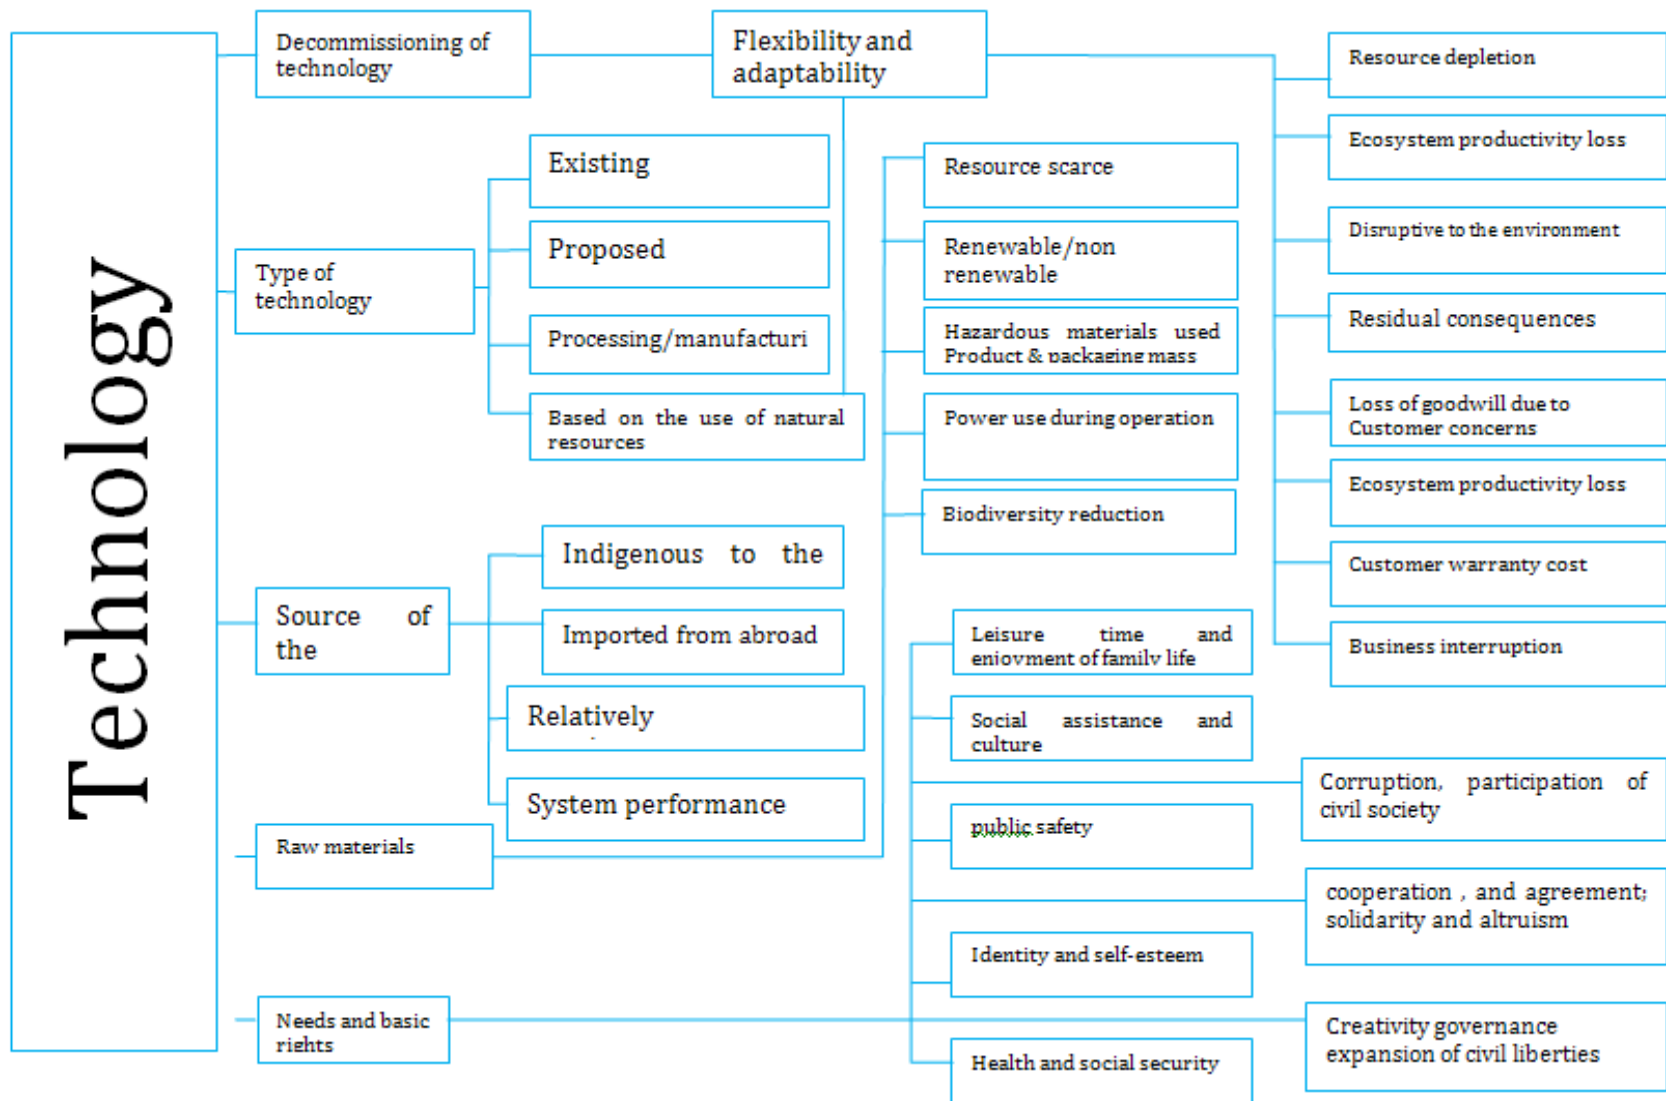 Technology
Decommissioning of
technology
Flexibility and
adaptability
Type of
technology
Existing
Proposed
Processing/manufacturi
Based on the use of natural
resources
Source of
the
Indigenous to the
Imported from abroad
Relatively
System performance
Raw materials
Resource scarce
Renewable/non
renewable
Hazardous materials used
Product & packaging mass
Power use during operation
Biodiversity reduction
Needs and basic
rights
Leisure time and
enjoyment of family life
Social assistance and
culture
public safety
Identity and self-esteem
Health and social security
Corruption, participation of
civil society
cooperation , and agreement;
solidarity and altruism
Creativity governance
expansion of civil liberties
Resource depletion
Ecosystem productivity loss
Disruptive to the environment
Residual consequences
Loss of goodwill due to
Customer concerns
Ecosystem productivity loss
Customer warranty cost
Business interruption